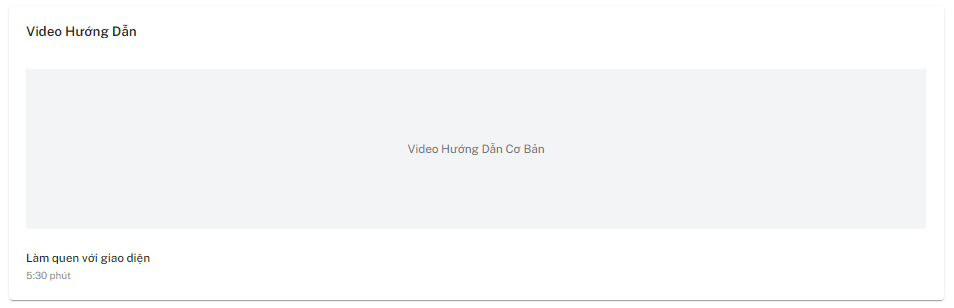 Video Hướng Dẫn
Video Hướng Dẫn Cơ Bản
Làm quen với giao diện
5:30 phút